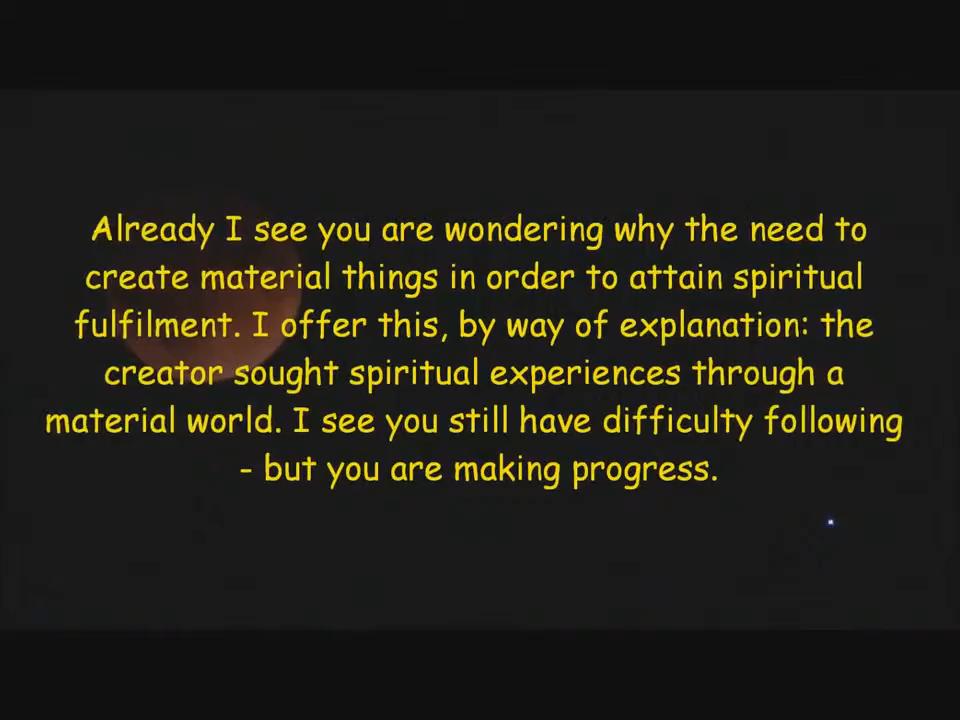 Already I see you are wondering why the need to
create material things in order to attain spiritual
fulfilment. I offer this, by way of explanation: the
creator sought spiritual experiences through a
material world. I see you still have difficulty following
- but you are making progress.